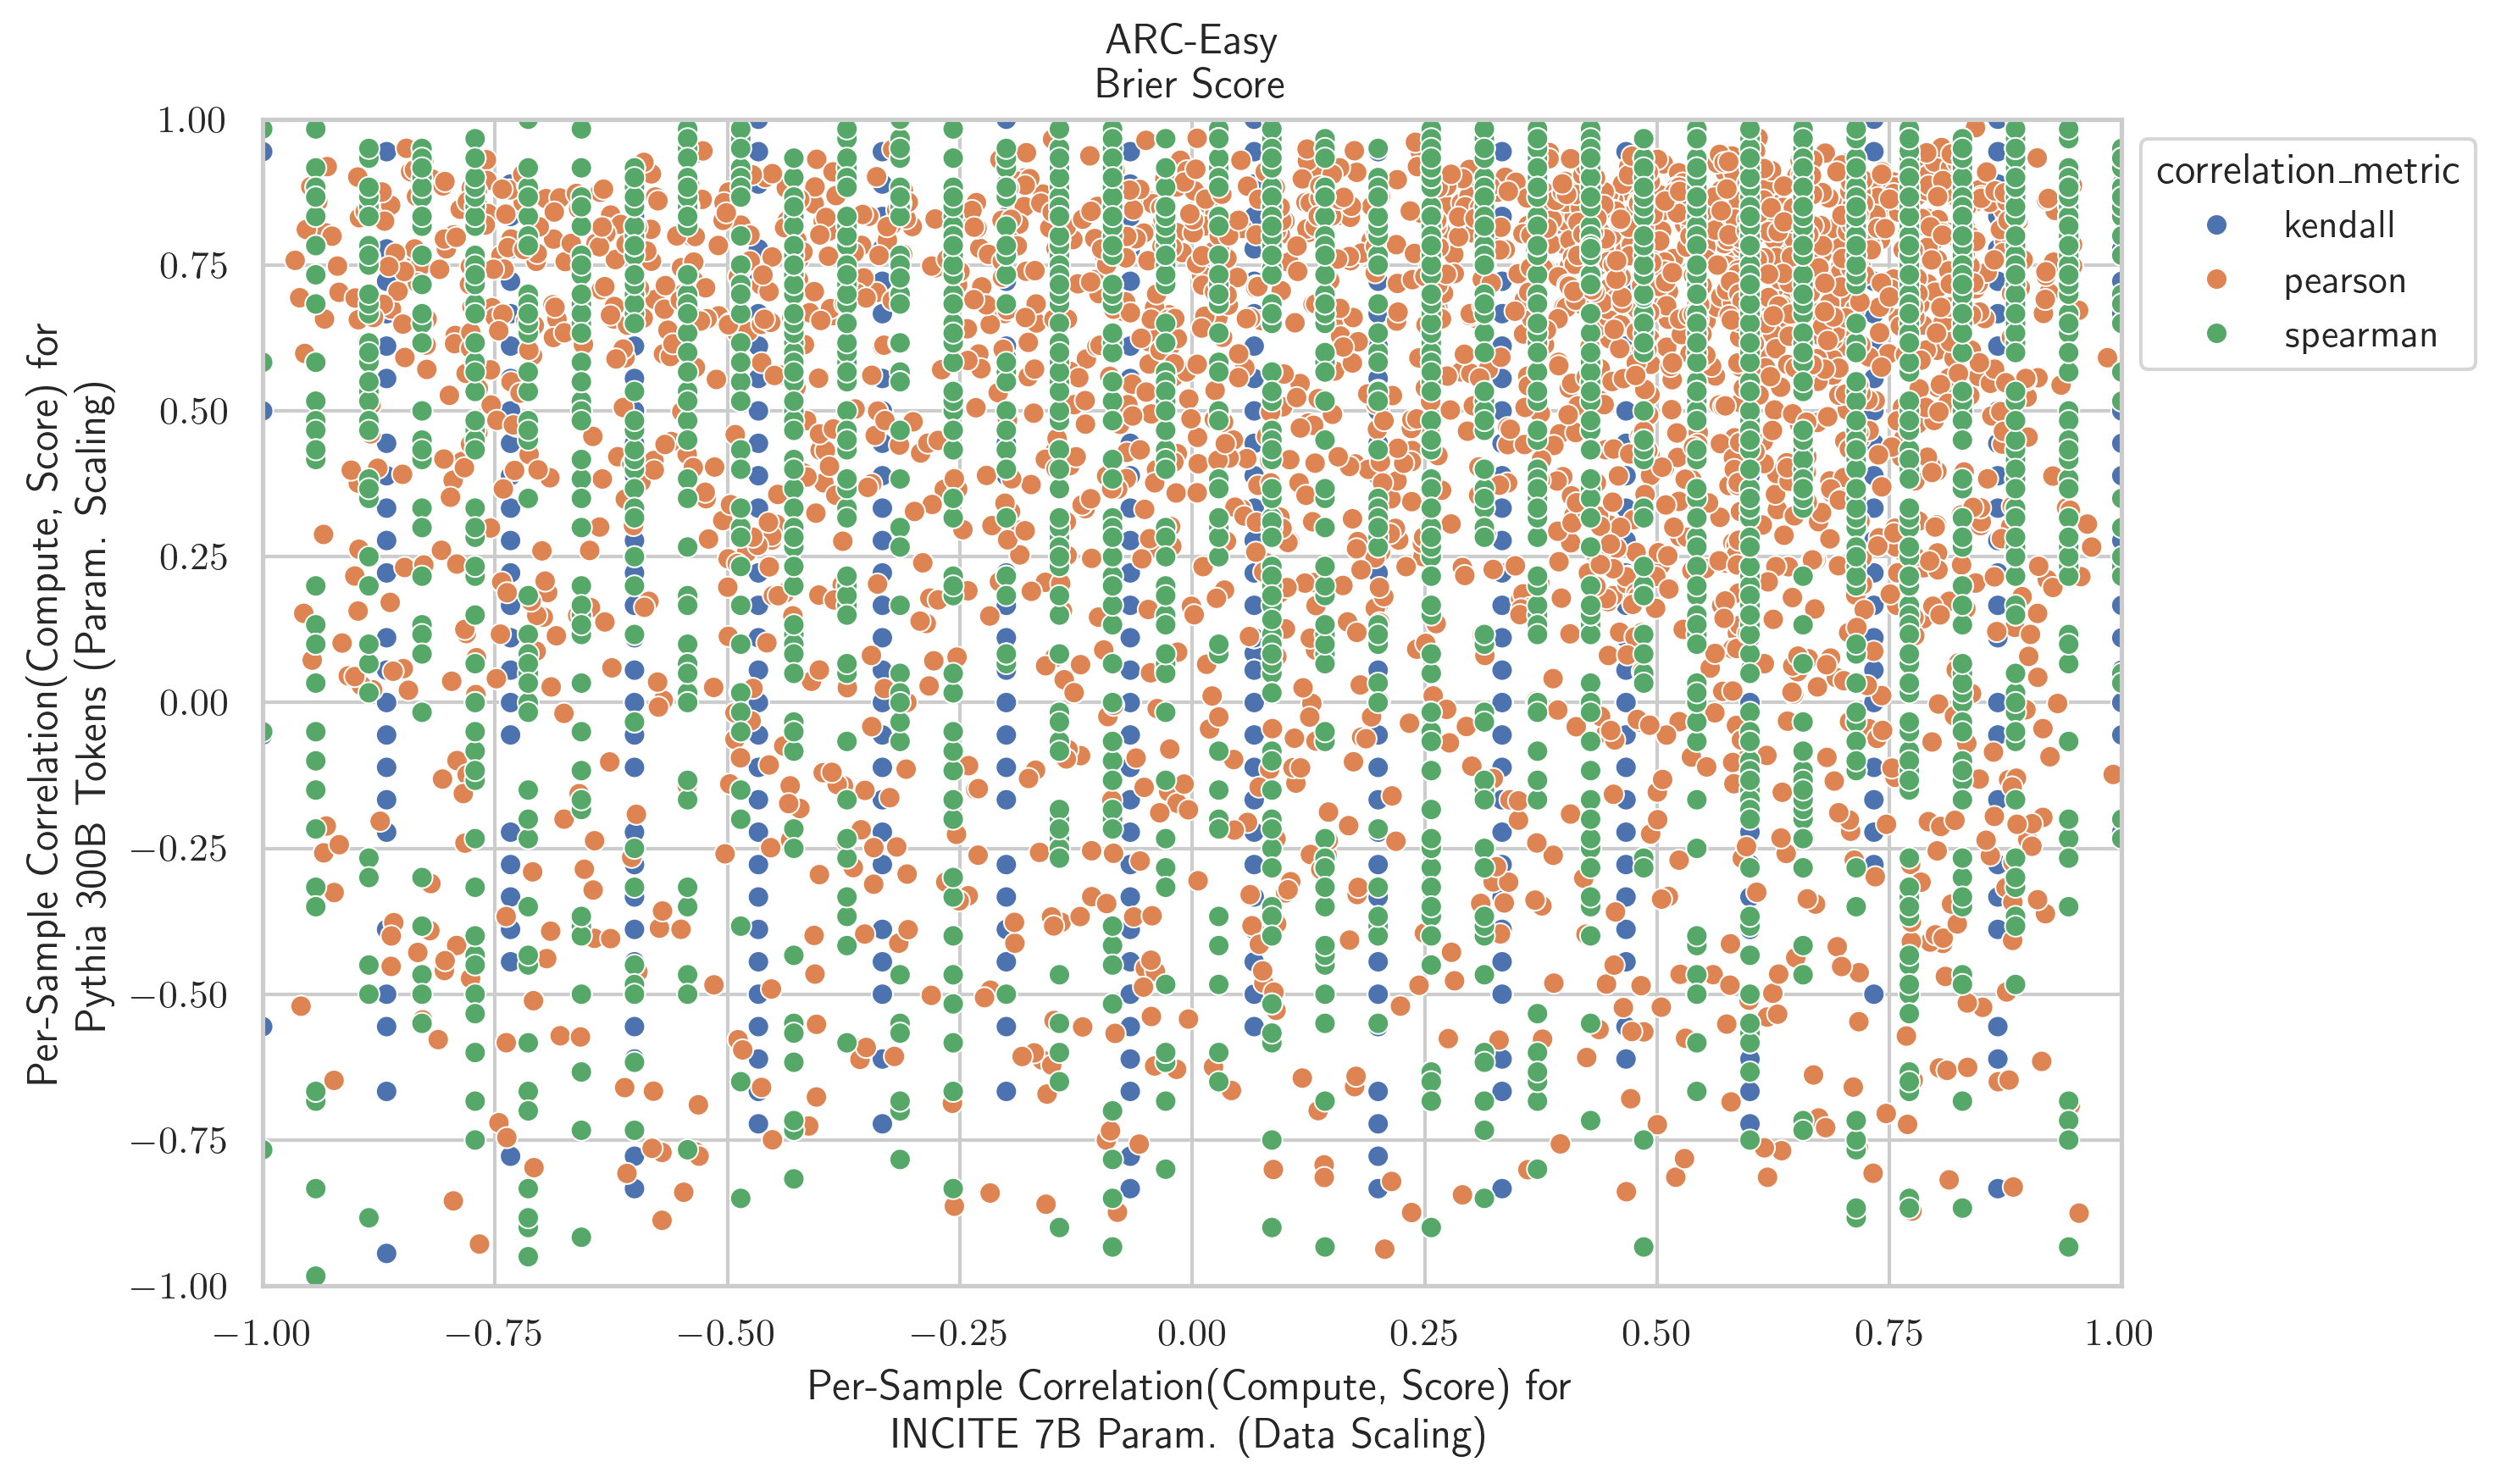 ARC-Easy
Brier Score
Per-Sample Correlation(Compute, Score) for
Pythia 300B Tokens (Param. Scaling)
1.00
0.75
0.50
0.25
0.00
−0.25
−0.50
−0.75
−1.00
−1.00 −0.75 −0.50 −0.25 0.00 0.25 0.50 0.75 1.00
Per-Sample Correlation(Compute, Score) for
INCITE 7B Param. (Data Scaling)
correlation_metric
kendall
pearson
spearman